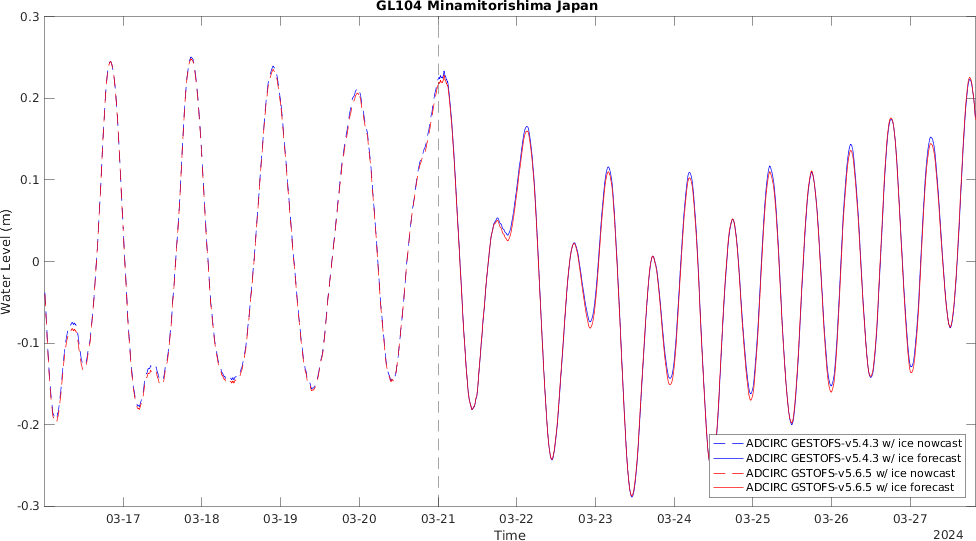 GL104 Minamitorishima Japan
0.3
0.2
0.1
0
-0.1
-0.2
-0.3
Water Level (m)
ADCIRC GESTOFS-v5.4.3 w/ ice nowcast
ADCIRC GESTOFS-v5.4.3 w/ ice forecast
ADCIRC GSTOFS-v5.6.5 w/ ice nowcast
ADCIRC GSTOFS-v5.6.5 w/ ice forecast
03-17 03-18 03-19 03-20 03-21 03-22 03-23 03-24 03-25 03-26 03-27
Time
2024